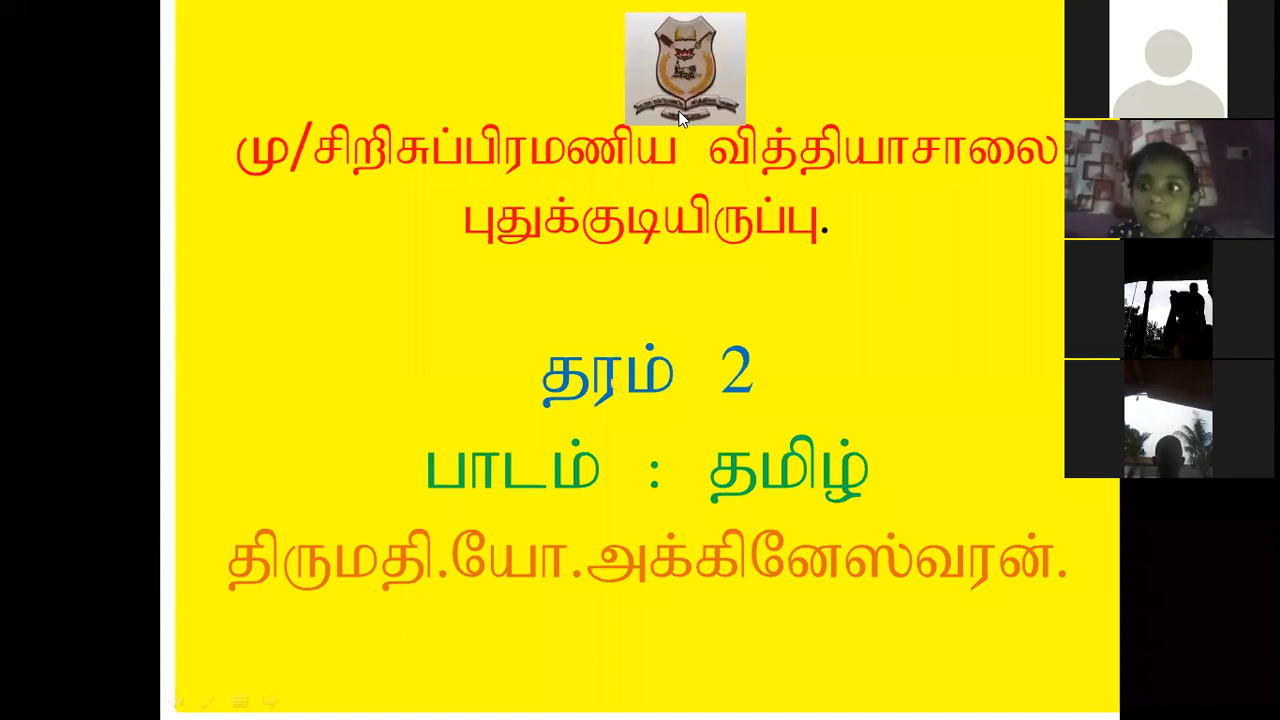 மு/சிறிசுப்பிரமணிய வித்தியாசாலை
புதுக்குடியிருப்பு.
தரம் 2
பாடம் : தமிழ்
திருமதி.யோ.அக்கினேஸ்வரன்.